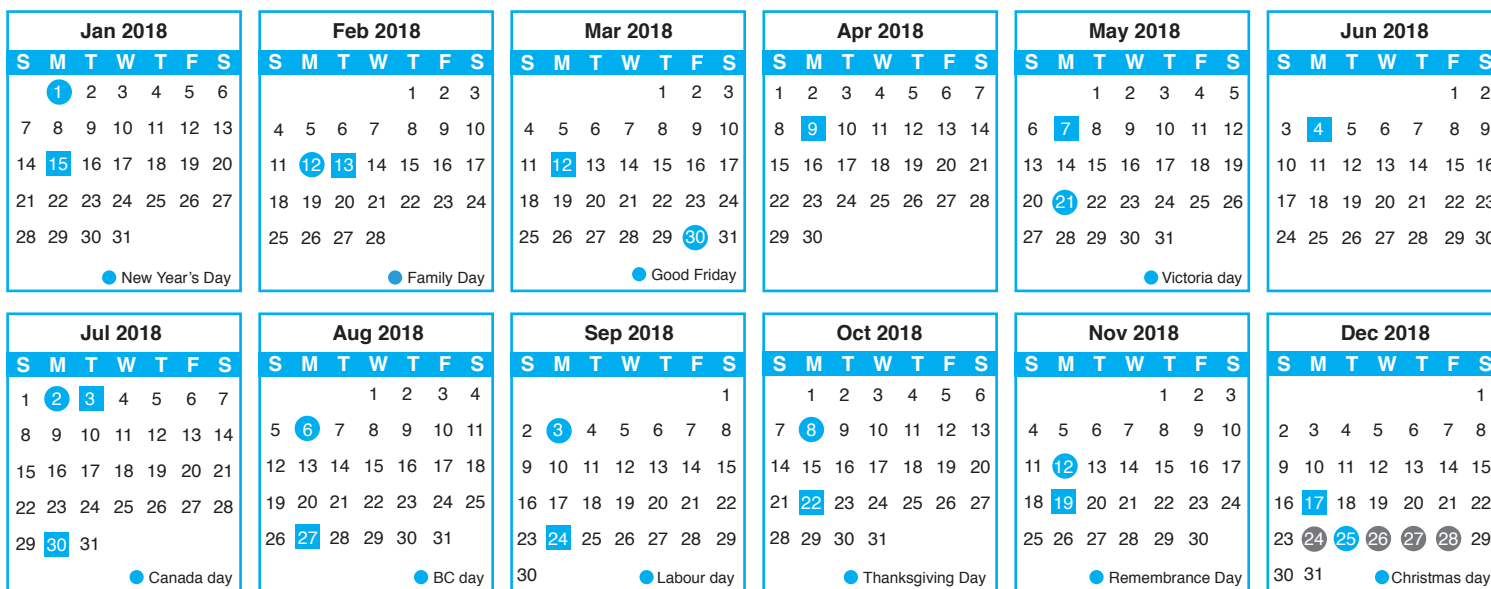 Jan 2018
S M T W T F S
1 2 3 4 5 6
7 8 9 10 11 12 13
14 15 16 17 18 19 20
21 22 23 24 25 26 27
28 29 30 31
New Year's Day
Feb 2018
S M T W T F S
1 2 3
4 5 6 7 8 9 10
11 12 13 14 15 16 17
18 19 20 21 22 23 24
25 26 27 28
Family Day
Mar 2018
S M T W T F S
1 2 3
4 5 6 7 8 9 10
11 12 13 14 15 16 17
18 19 20 21 22 23 24
25 26 27 28 29 30 31
Good Friday
Apr 2018
S M T W T F S
1 2 3 4 5 6 7
8 9 10 11 12 13 14
15 16 17 18 19 20 21
22 23 24 25 26 27 28
29 30
May 2018
S M T W T F S
1 2 3 4 5
6 7 8 9 10 11 12
13 14 15 16 17 18 19
20 21 22 23 24 25 26
27 28 29 30 31
Victoria day
Jun 2018
S M T W T F S
1 2
3 4 5 6 7 8 9
10 11 12 13 14 15 16
17 18 19 20 21 22 23
24 25 26 27 28 29 30
Jul 2018
S M T W T F S
1 2 3 4 5 6 7
8 9 10 11 12 13 14
15 16 17 18 19 20 21
22 23 24 25 26 27 28
29 30 31
Canada day
Aug 2018
S M T W T F S
1 2 3 4
5 6 7 8 9 10 11
12 13 14 15 16 17 18
19 20 21 22 23 24 25
26 27 28 29 30 31
BC day
Sep 2018
S M T W T F S
1
2 3 4 5 6 7 8
9 10 11 12 13 14 15
16 17 18 19 20 21 22
23 24 25 26 27 28 29
30 Labour day
Oct 2018
S M T W T F S
1 2 3 4 5 6
7 8 9 10 11 12 13
14 15 16 17 18 19 20
21 22 23 24 25 26 27
28 29 30 31
Thanksgiving Day
Nov 2018
S M T W T F S
1 2 3
4 5 6 7 8 9 10
11 12 13 14 15 16 17
18 19 20 21 22 23 24
25 26 27 28 29 30
Remembrance Day
Dec 2018
S M T W T F S
1
2 3 4 5 6 7 8
9 10 11 12 13 14 15
16 17 18 19 20 21 22
23 24 25 26 27 28 29
30 31 Christmas day